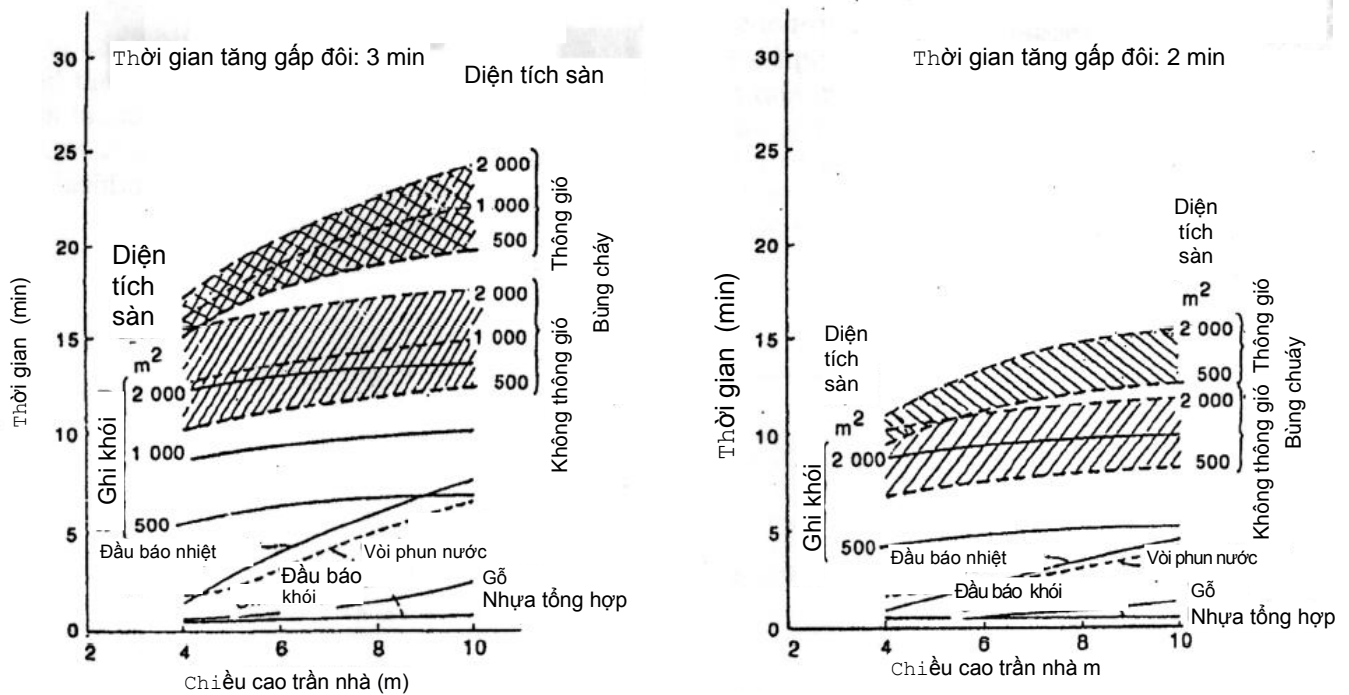 Thời gian tăng gấp đôi: 3 min
Diện tích sàn
30
25
20
15
10
5
0
Thời gian (min)
2 000
1 000
500
Thông gió
2 000
1 000
500
Không thông gió
Bùng cháy
Diện
tích
sàn
m²
2 000
1 000
500
Ghi khói
Đầu báo nhiệt
Vòi phun nước
Đầu báo
khói
Gỗ
Nhựa tổng hợp
2
4
6
8
10
Chiều cao trần nhà (m)
Thời gian tăng gấp đôi: 2 min
30
25
20
15
10
5
0
Thời gian (min)
Diện
tích
sàn
m²
2 000
500
Thông gió
2 000
500
Không thông gió
Bùng chuáy
Diện
tích
sàn
m²
2 000
500
Ghi khói
Đầu báo nhiệt
Vòi phun nước
Đầu báo khói
Gỗ
Nhựa tổng hợp
2
4
6
8
10
Chiều cao trần nhà m